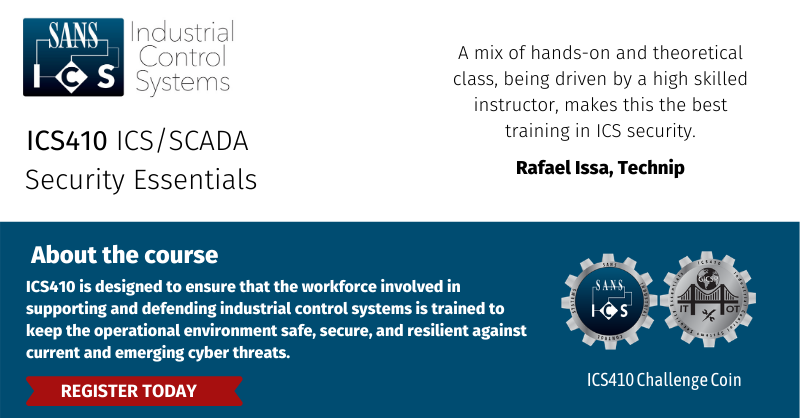 SANS
ICS
Industrial
Control
Systems
ICS410 ICS/SCADA
Security Essentials
A mix of hands-on and theoretical
class, being driven by a high skilled
instructor, makes this the best
training in ICS security.
Rafael Issa, Technip
About the course
ICS410 is designed to ensure that the workforce involved in
supporting and defending industrial control systems is trained to
keep the operational environment safe, secure, and resilient against
current and emerging cyber threats.
REGISTER TODAY
SANS
ICS
GICSP
IT OT
ICS410 Challenge Coin